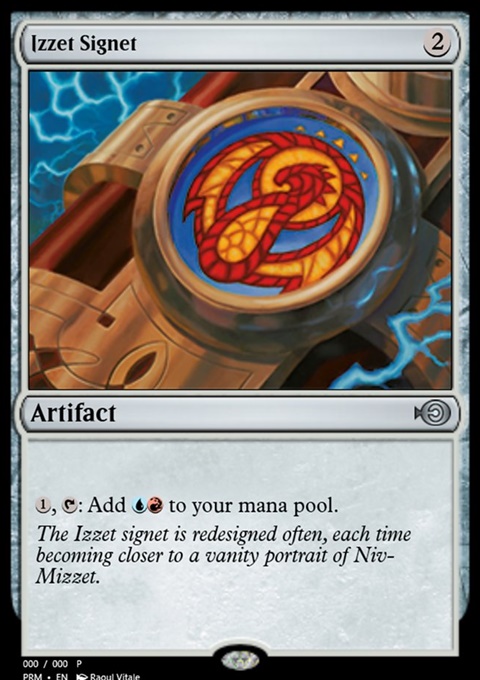 Izzet Signet 2
Artifact
1, T: Add to your mana pool.
The Izzet signet is redesigned often, each time
becoming closer to a vanity portrait of Niv-
Mizzet.
000 / 000 P
PRM • EN Raoul Vitale